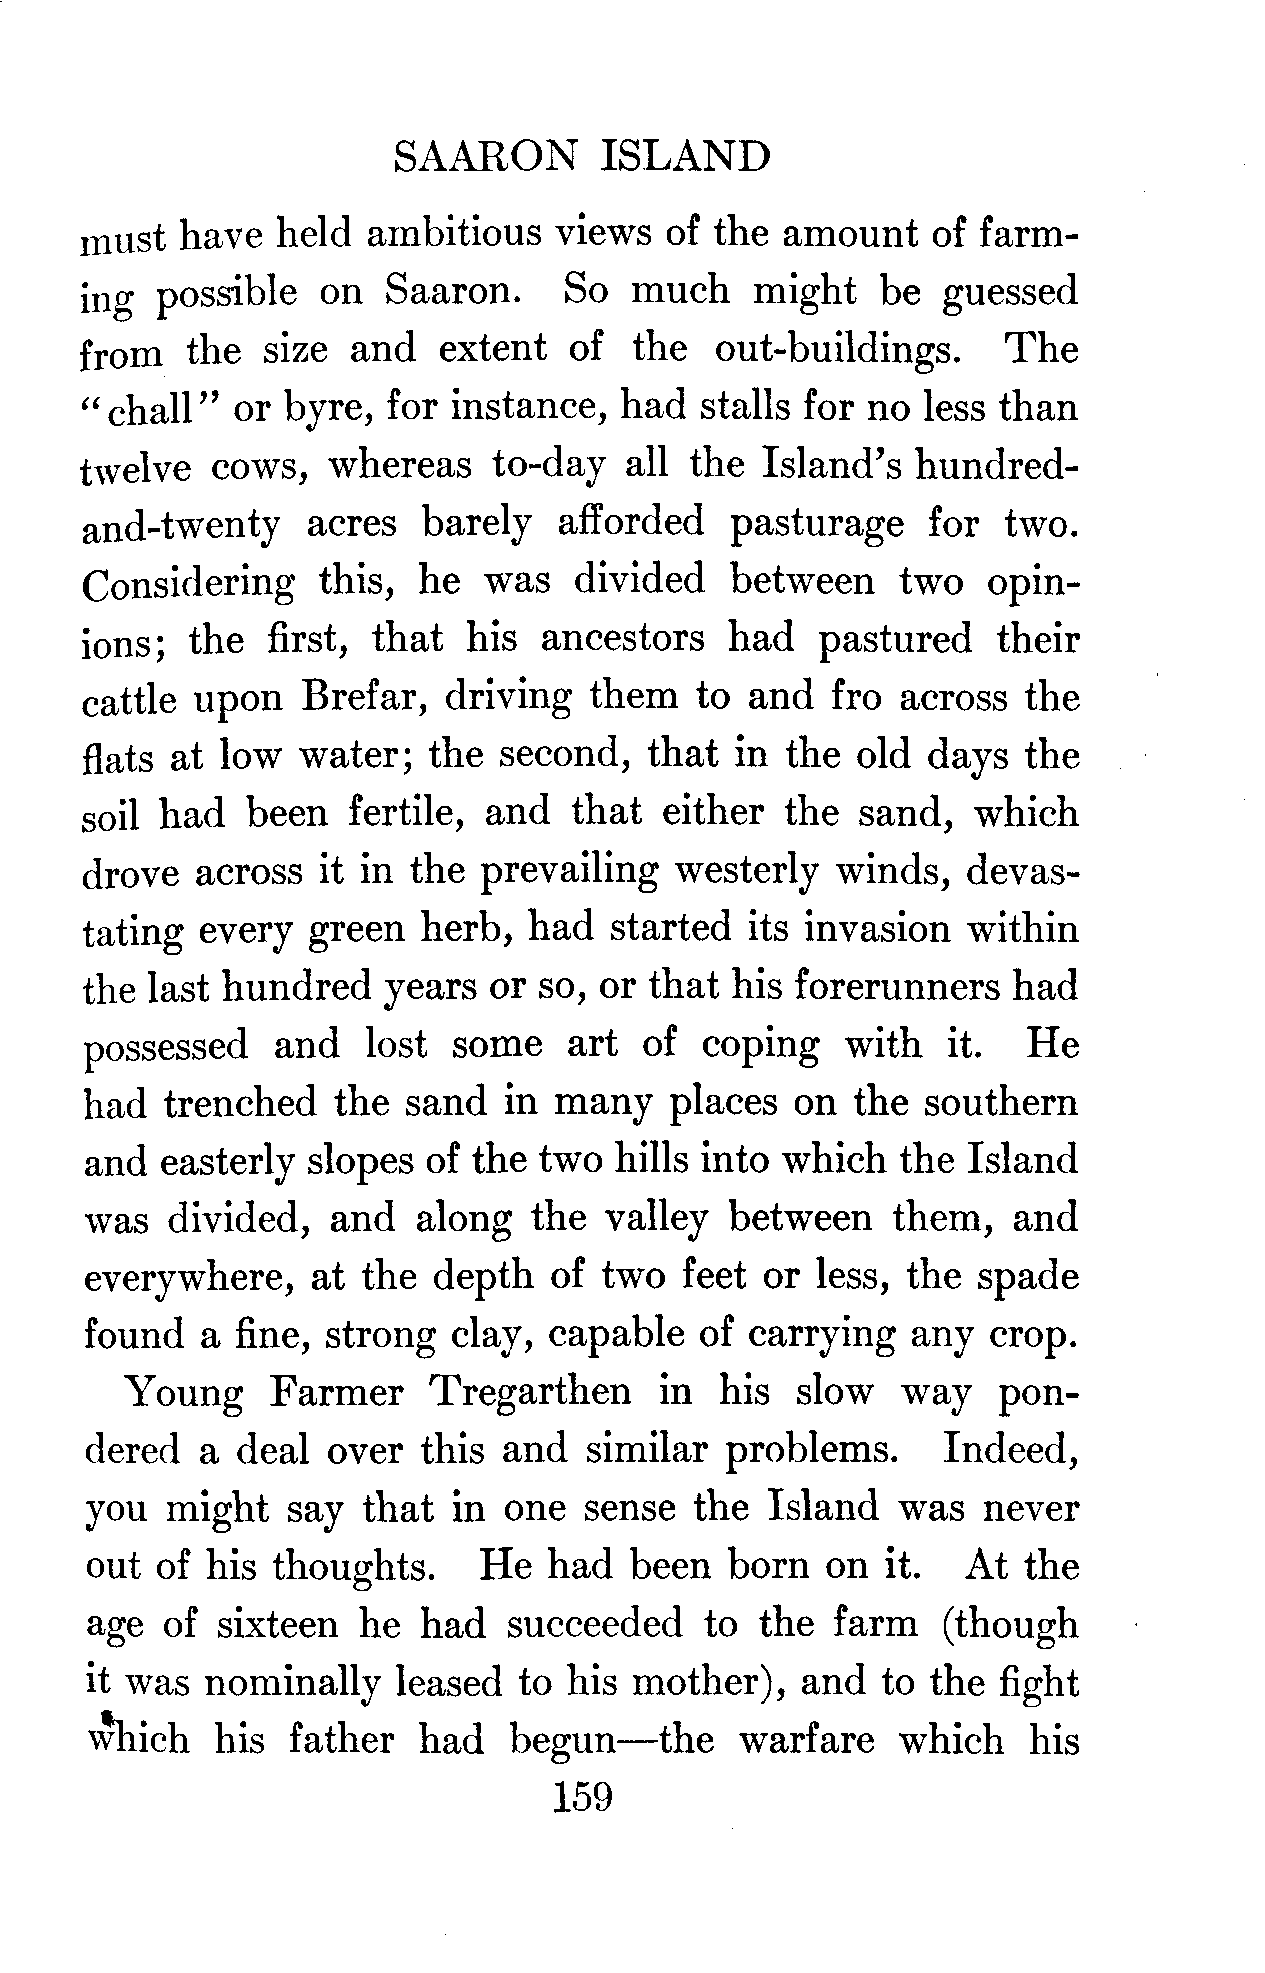 SAARON ISLAND
must have held ambitious views of the amount of farm-
ing possible on Saaron. So much might be guessed
from the size and extent of the out-buildings. The
"chall" or byre, for instance, had stalls for no less than
twelve cows, whereas to-day all the Island's hundred-
and-twenty acres barely afforded pasturage for two.
Considering this, he was divided between two opin-
ions; the first, that his ancestors had pastured their
cattle upon Brefar, driving them to and fro across the
flats at low water; the second, that in the old days the
soil had been fertile, and that either the sand, which
drove across it in the prevailing westerly winds, devas-
tating every green herb, had started its invasion within
the last hundred years or so, or that his forerunners had
possessed and lost some art of coping with it. He
had trenched the sand in many places on the southern
and easterly slopes of the two hills into which the Island
was divided, and along the valley between them, and
everywhere, at the depth of two feet or less, the spade
found a fine, strong clay, capable of carrying any crop.
Young Farmer Tregarthen in his slow way pon-
dered a deal over this and similar problems. Indeed,
you might say that in one sense the Island was never
out of his thoughts. He had been born on it. At the
age of sixteen he had succeeded to the farm (though
it was nominally leased to his mother), and to the fight
which his father had begun—the warfare which his
159